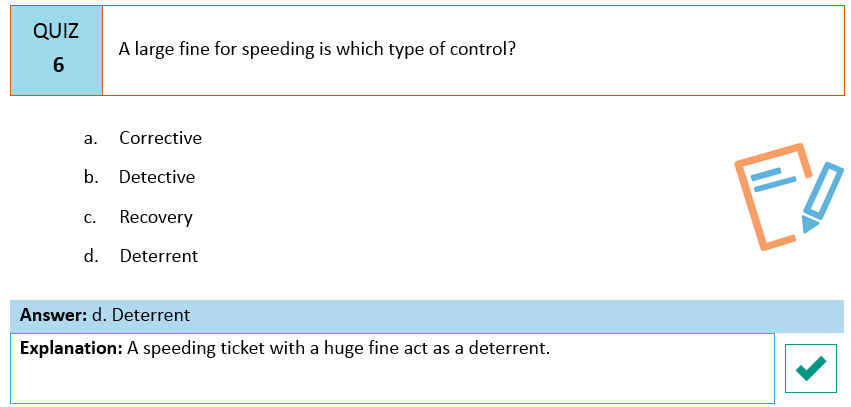 QUIZ
6
A large fine for speeding is which type of control?
a. Corrective
b. Detective
c. Recovery
d. Deterrent
Answer: d. Deterrent
Explanation: A speeding ticket with a huge fine act as a deterrent.